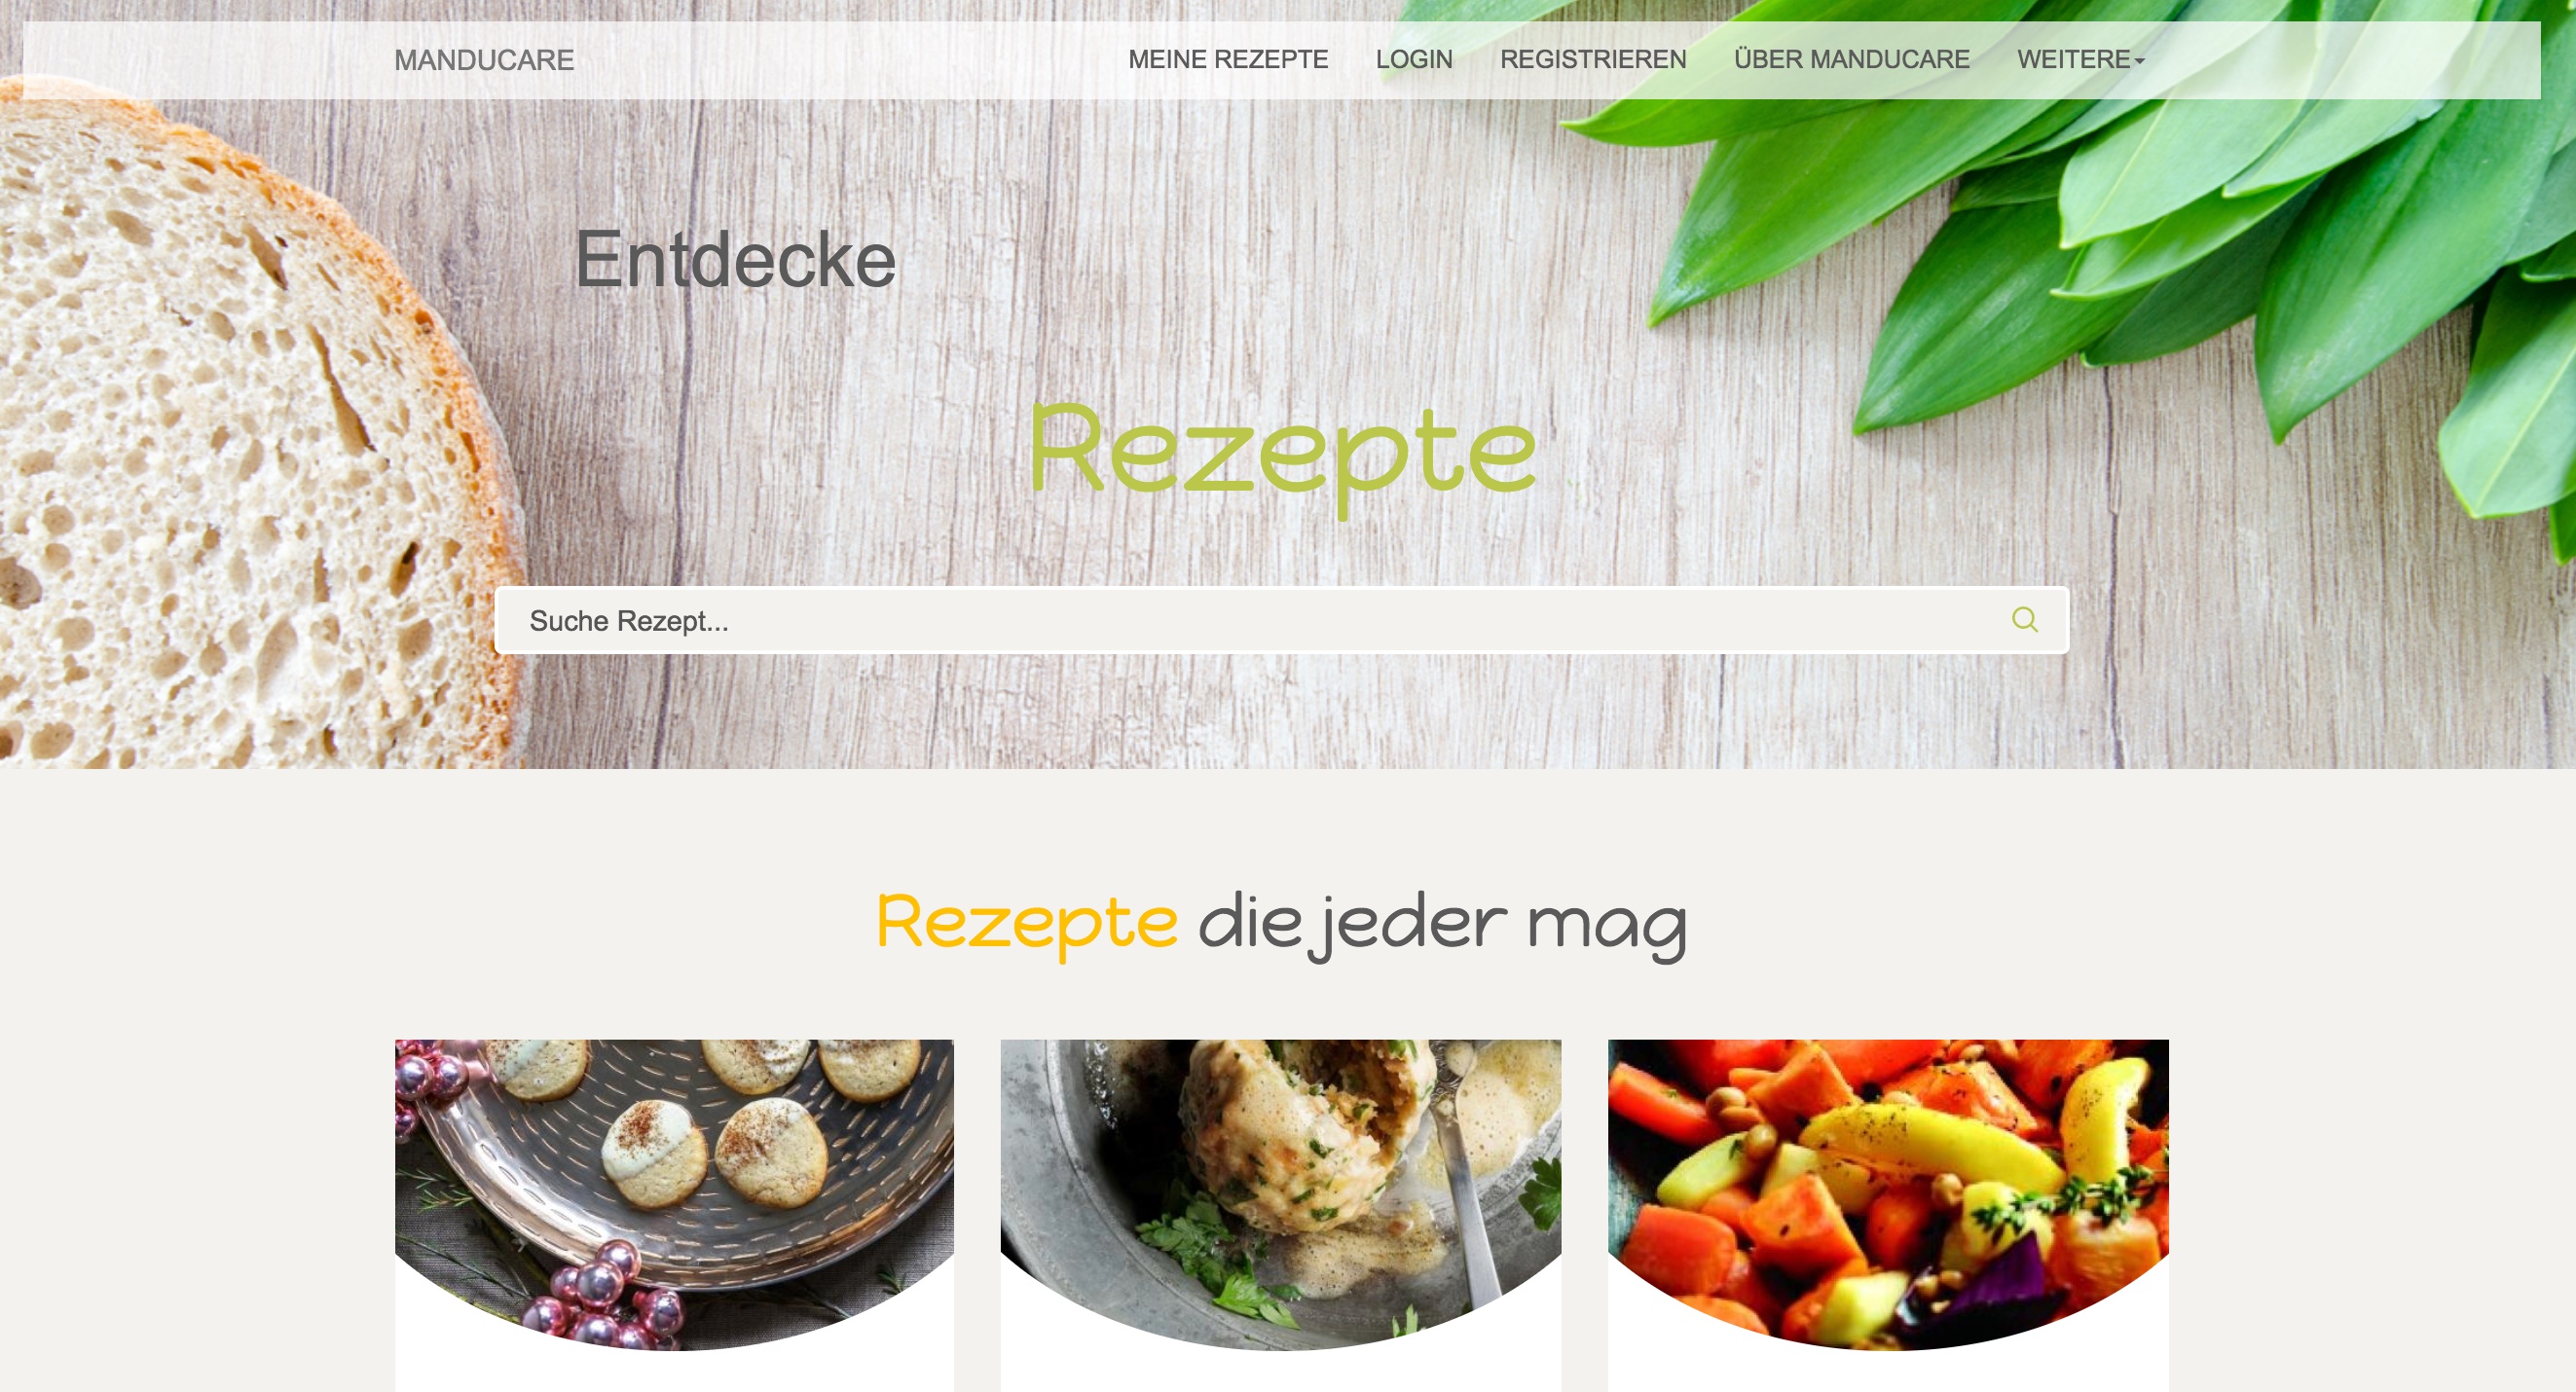 MANDUCARE MEINE REZEPTE LOGIN REGISTRIEREN ÜBER MANDUCARE WEITERE
Entdecke
Rezepte
Suche Rezept...
Rezepte die jeder mag